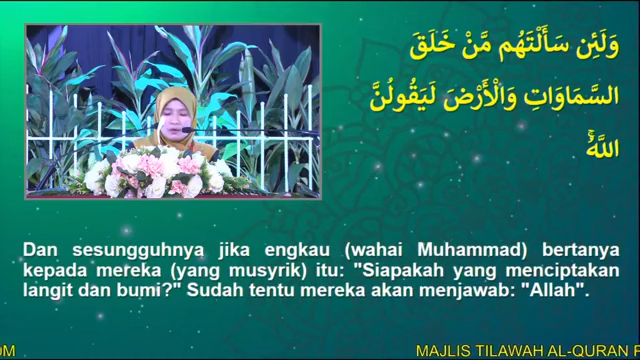 وَلَئِن سَأَلْتَهُم مَّنْ خَلَقَ
السَّمَاوَاتِ وَالْأَرْضَ لَيَقُولُنَّ
اللَّهُ ۚ
Dan sesungguhnya jika engkau (wahai Muhammad) bertanya
kepada mereka (yang musyrik) itu: "Siapakah yang menciptakan
langit dan bumi?" Sudah tentu mereka akan menjawab: "Allah".
MAJLIS TILAWAH AL-QURAN